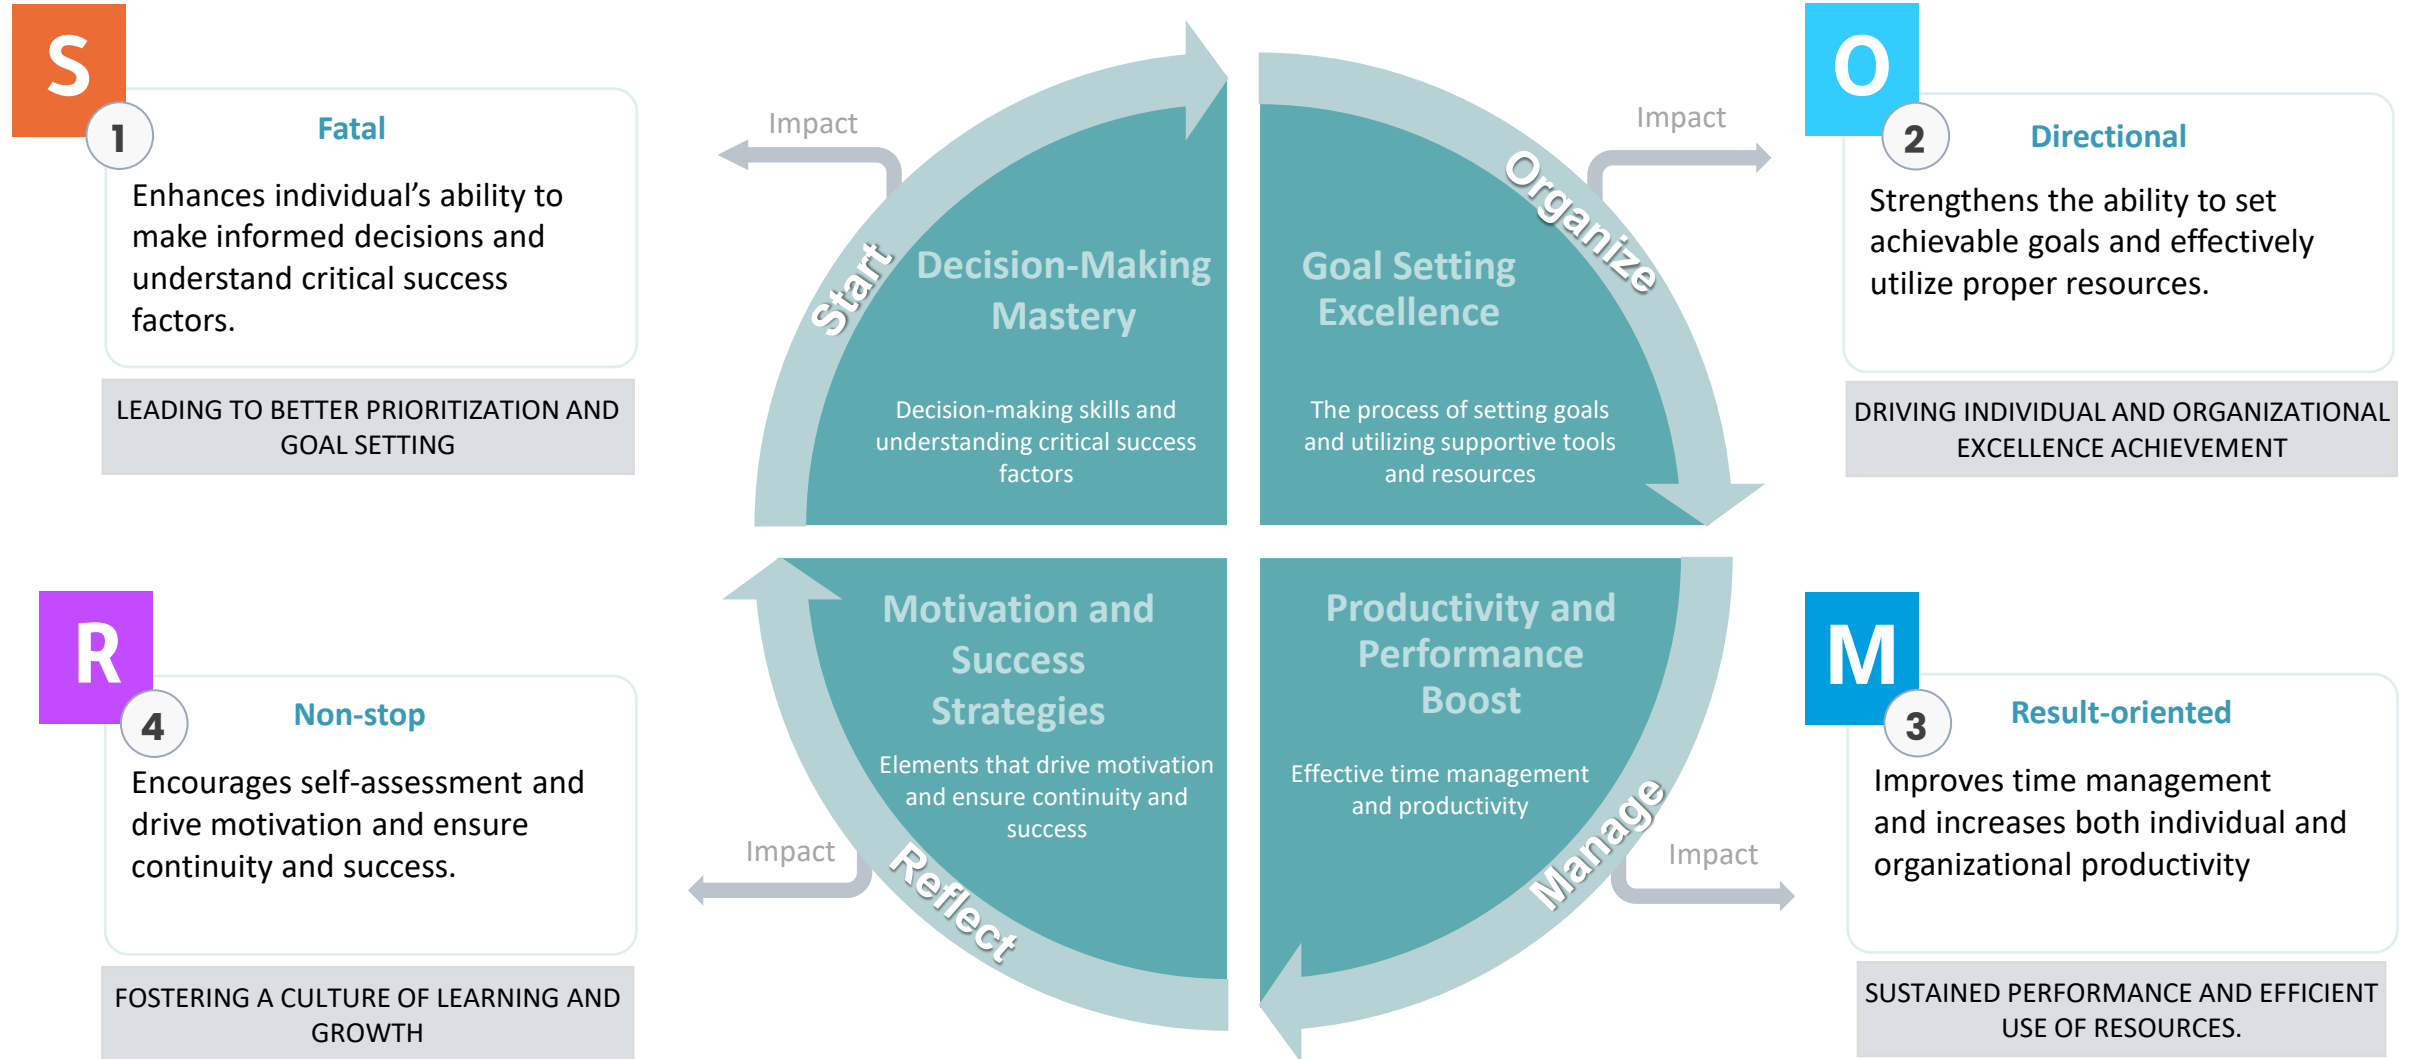 S
1
Fatal
Enhances individual’s ability to
make informed decisions and
understand critical success
factors.
LEADING TO BETTER PRIORITIZATION AND
GOAL SETTING
Impact
Start
Decision-Making
Mastery
Decision-making skills and
understanding critical success
factors
Impact
Organize
Goal Setting
Excellence
The process of setting goals
and utilizing supportive tools
and resources
O
2
Directional
Strengthens the ability to set
achievable goals and effectively
utilize proper resources.
DRIVING INDIVIDUAL AND ORGANIZATIONAL
EXCELLENCE ACHIEVEMENT
R
4
Non-stop
Encourages self-assessment and
drive motivation and ensure
continuity and success.
FOSTERING A CULTURE OF LEARNING AND
GROWTH
Impact
Reflect
Motivation and
Success
Strategies
Elements that drive motivation
and ensure continuity and
success
Productivity and
Performance
Boost
Effective time management
and productivity
Manage
Impact
M
3
Result-oriented
Improves time management
and increases both individual and
organizational productivity
SUSTAINED PERFORMANCE AND EFFICIENT
USE OF RESOURCES.